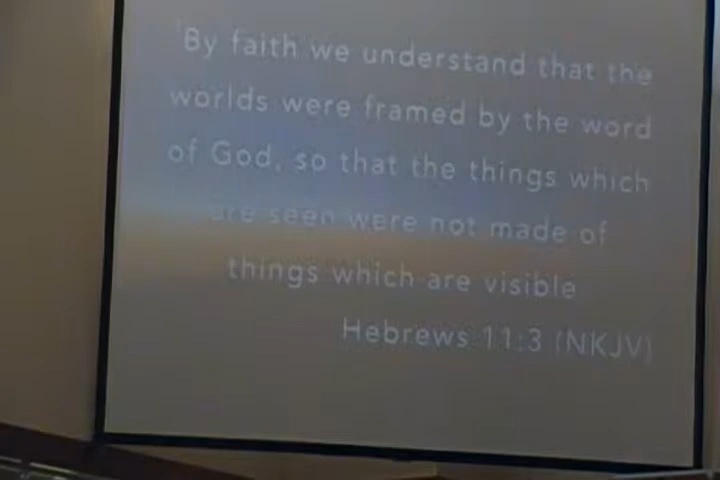 'By faith we understand that the
worlds were framed by the word
of God, so that the things which
are seen were not made of
things which are visible
Hebrews 11:3 (NKJV)